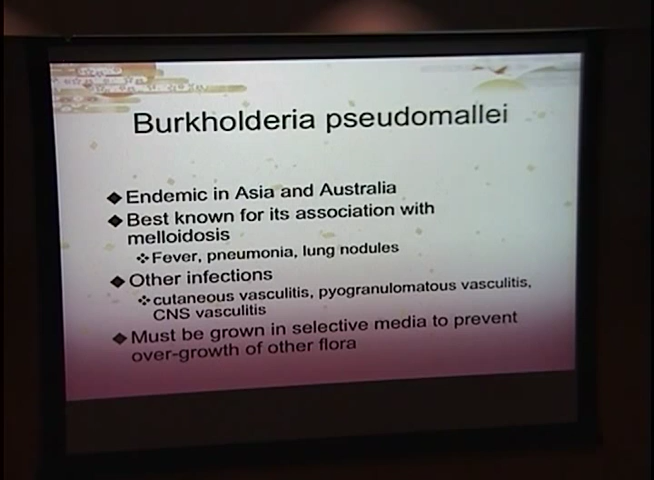 Burkholderia pseudomallei
❖Endemic in Asia and Australia
❖Best known for its association with
melloidosis
❖Fever, pneumonia, lung nodules
❖Other infections
❖cutaneous vasculitis, pyogranulomatous vasculitis,
CNS vasculitis
❖Must be grown in selective media to prevent
over-growth of other flora